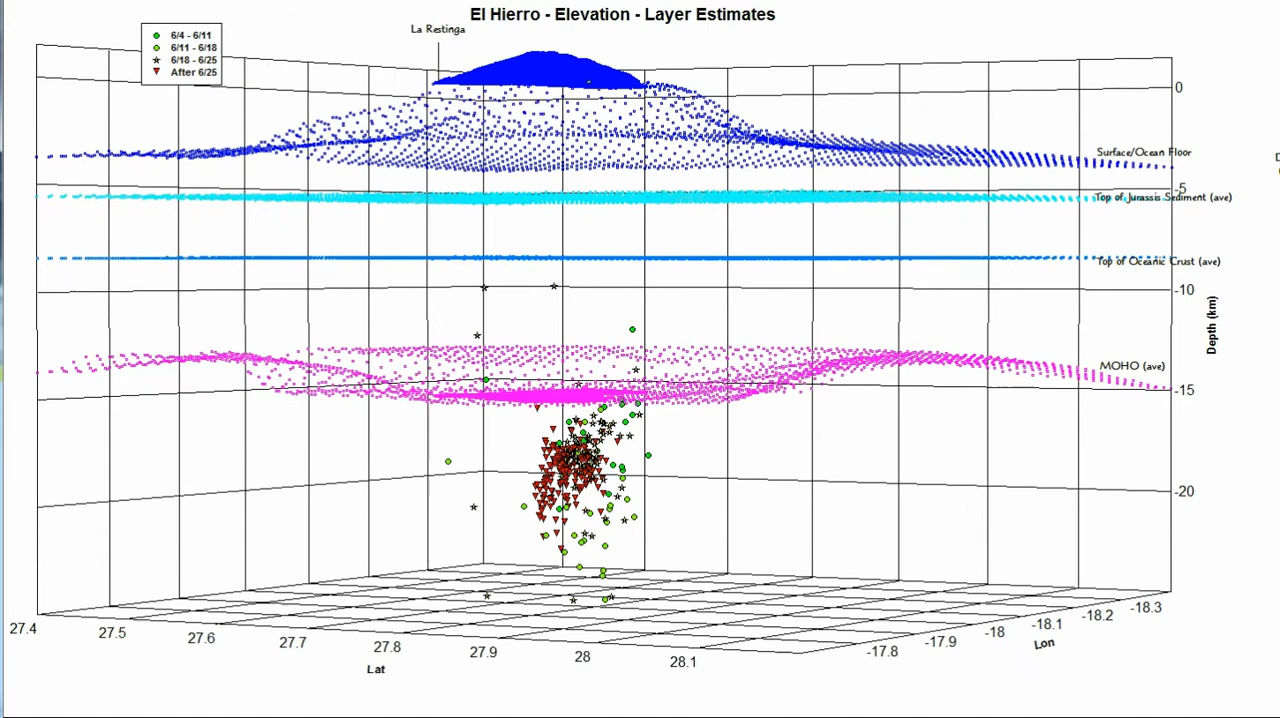 El Hierro - Elevation - Layer Estimates
La Restinga
6/4 - 6/11
6/11 - 6/18
6/18 - 6/25
After 6/25
0
Surface/Ocean Floor
-5
Top of Jurassis Sediment (ave)
Top of Oceanic Crust (ave)
-10
Depth (km)
MOHO (ave)
-15
-20
27.4
27.5
27.6
27.7
27.8
27.9
28
28.1
Lat
-17.8
-17.9
-18
-18.1
-18.2
-18.3
Lon